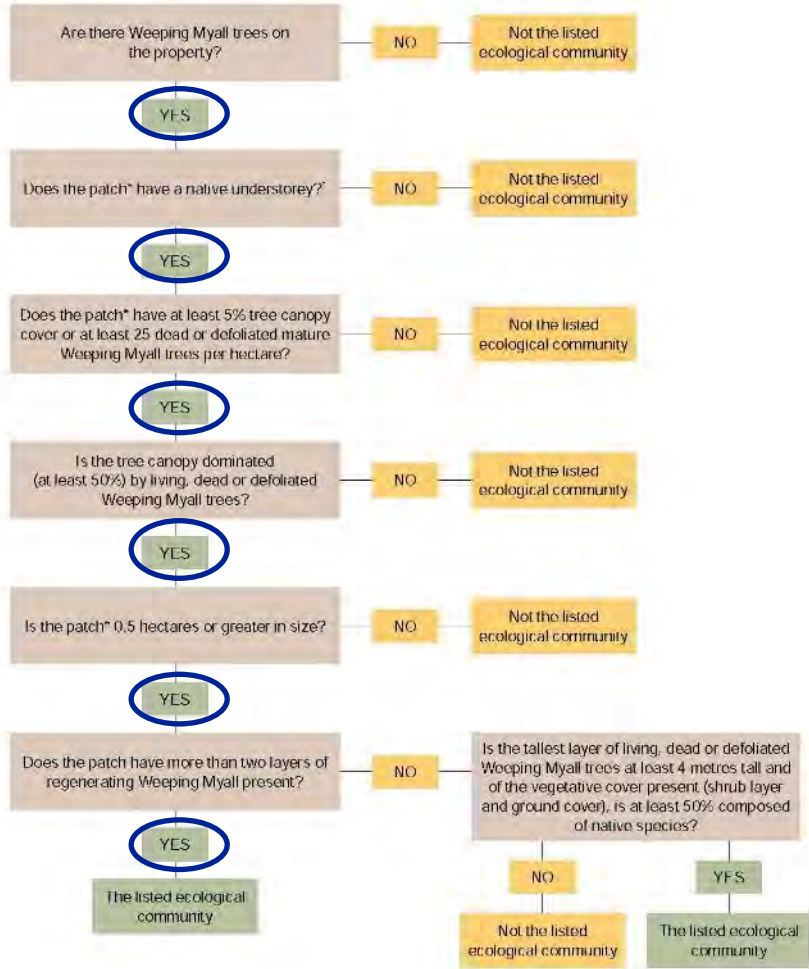 Are there Weeping Myall trees on
the property?
NO
Not the listed
ecological community
YES
Does the patch* have a native understorey?*
NO
Not the listed
ecological community
YES
Does the patch* have at least 5% tree canopy
cover or at least 25 dead or defoliated mature
Weeping Myall trees per hectare?
NO
Not the listed
ecological community
YES
Is the tree canopy dominated
(at least 50%) by living, dead or defoliated
Weeping Myall trees?
NO
Not the listed
ecological community
YES
Is the patch* 0.5 hectares or greater in size?
NO
Not the listed
ecological community
YES
Does the patch have more than two layers of
regenerating Weeping Myall present?
NO
Is the tallest layer of living, dead or defoliated
Weeping Myall trees at least 4 metres tall and
of the vegetative cover present (shrub layer
and ground cover), is at least 50% composed
of native species?
YES
The listed ecological
community
NO
Not the listed
ecological community
YES
The listed ecological
community